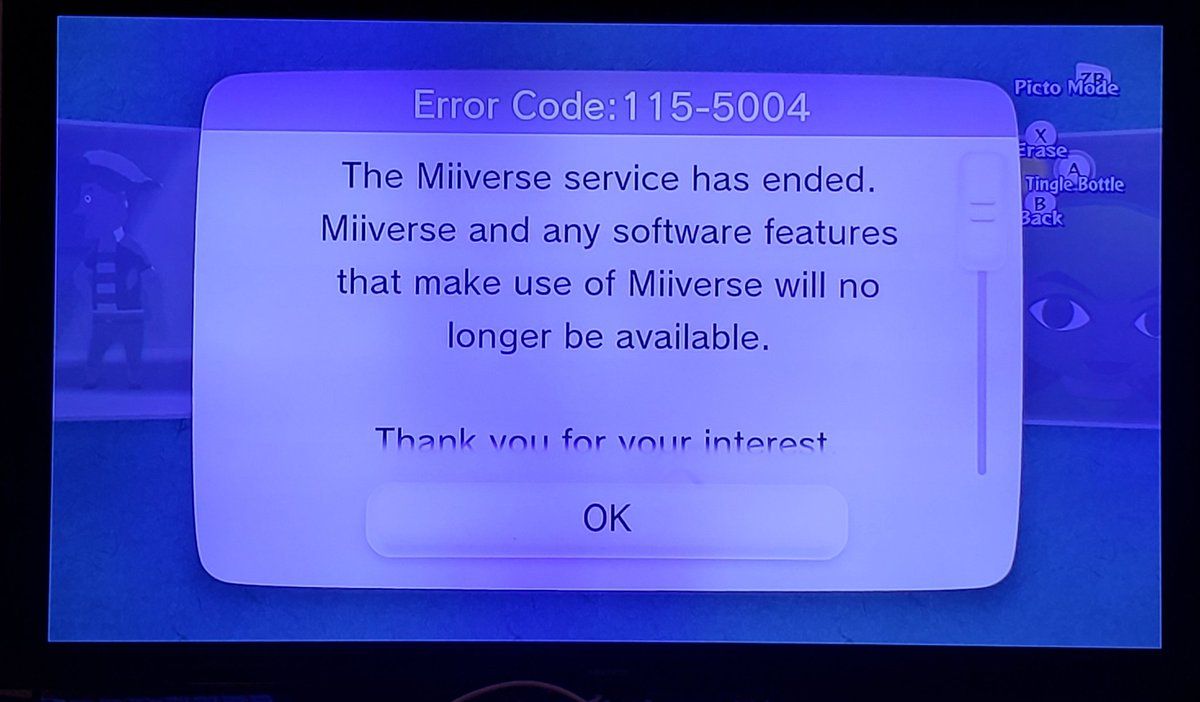 Error Code:115-5004
The Miiverse service has ended.
Miiverse and any software features
that make use of Miiverse will no
longer be available.
Thank you for your interest
OK
ZR
Picto Mode
X
Erase
A
Tingle Bottle
B
Back